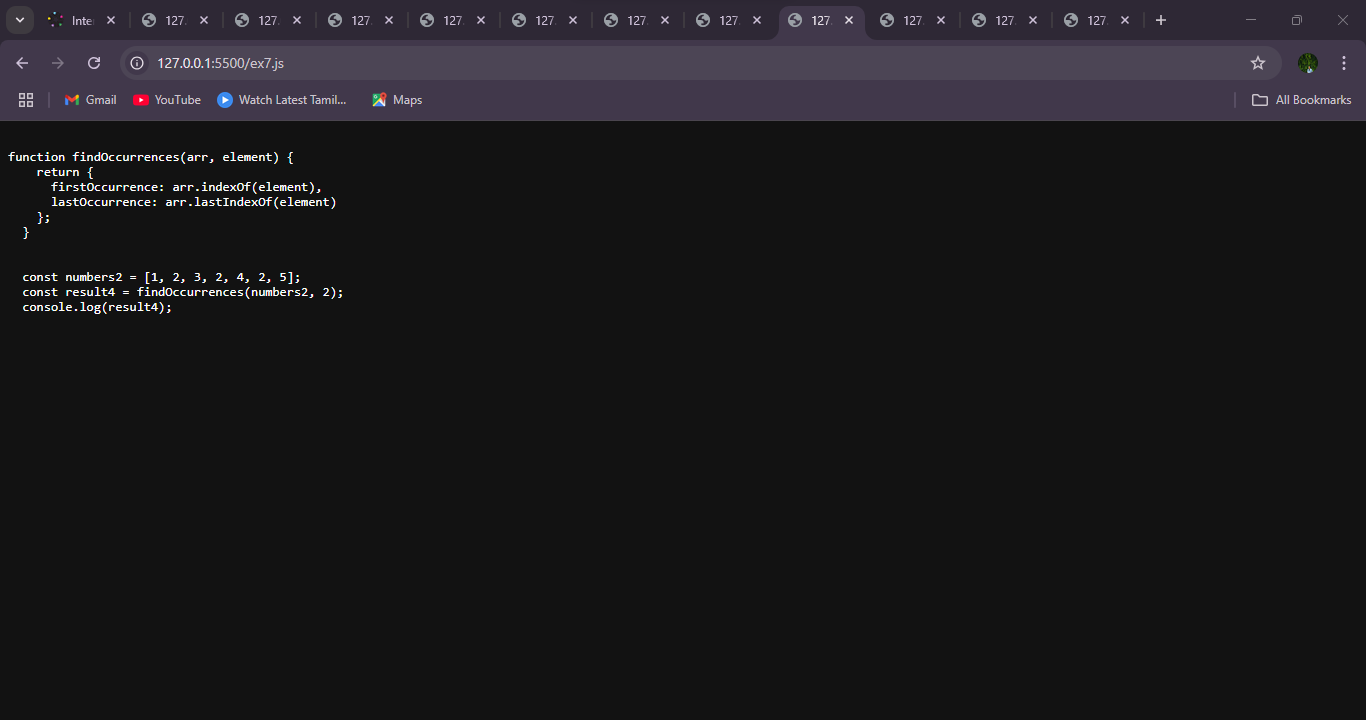 Inte
127.
127.
127.
127.
127.
127.
127.
127.
127.
127.
127.
127.0.0.1:5500/ex7.js
Gmail
YouTube
Watch Latest Tamil...
Maps
All Bookmarks
function findOccurrences(arr, element) {
    return {
      firstOccurrence: arr.indexOf(element),
      lastOccurrence: arr.lastIndexOf(element)
    };
  }
  const numbers2 = [1, 2, 3, 2, 4, 2, 5];
  const result4 = findOccurrences(numbers2, 2);
  console.log(result4);